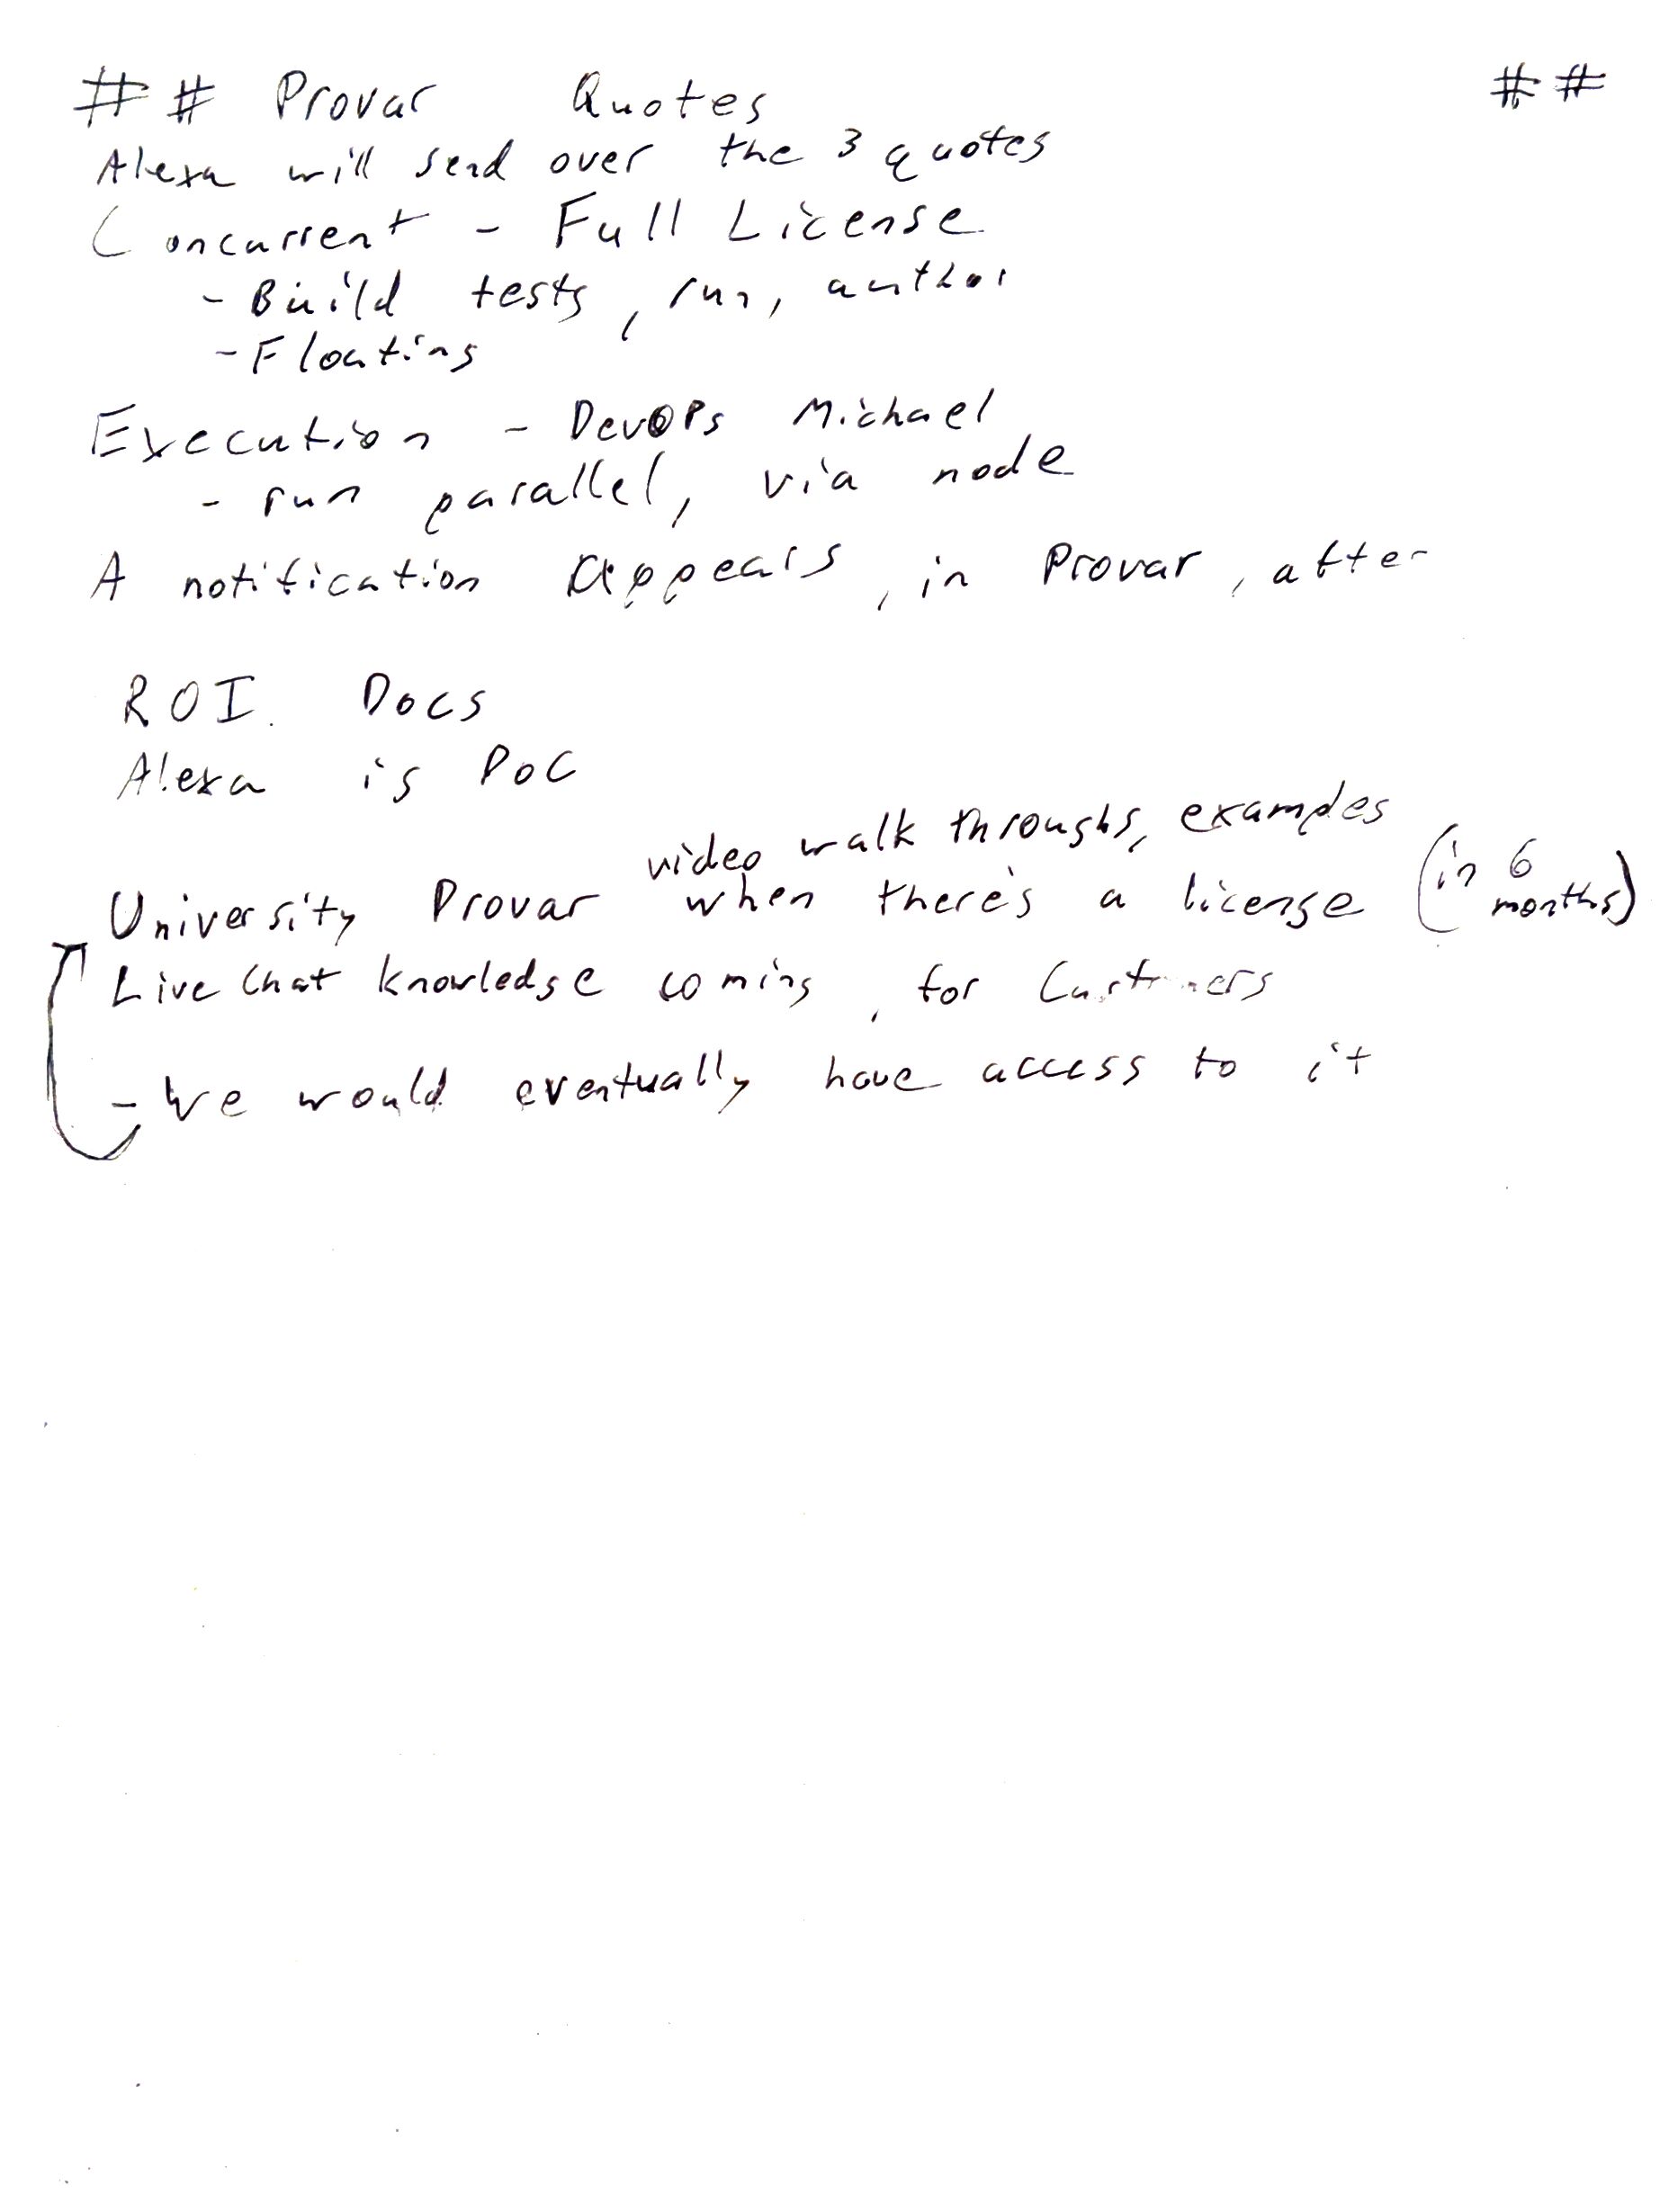 ## Provar Quotes ##
Alexa will send over the 3 quotes
Concurrent - Full License
- Build tests, run, author
- Floating
Execution - DevOPs Michael
- run parallel, via node
A notification appears, in Provar, after
ROI Docs
Alexa is PoC
video walk throughs, examples
University Provar when there's a license (in 6 months)
Live Chat knowledge coming, for Customers
- We would eventually have access to it